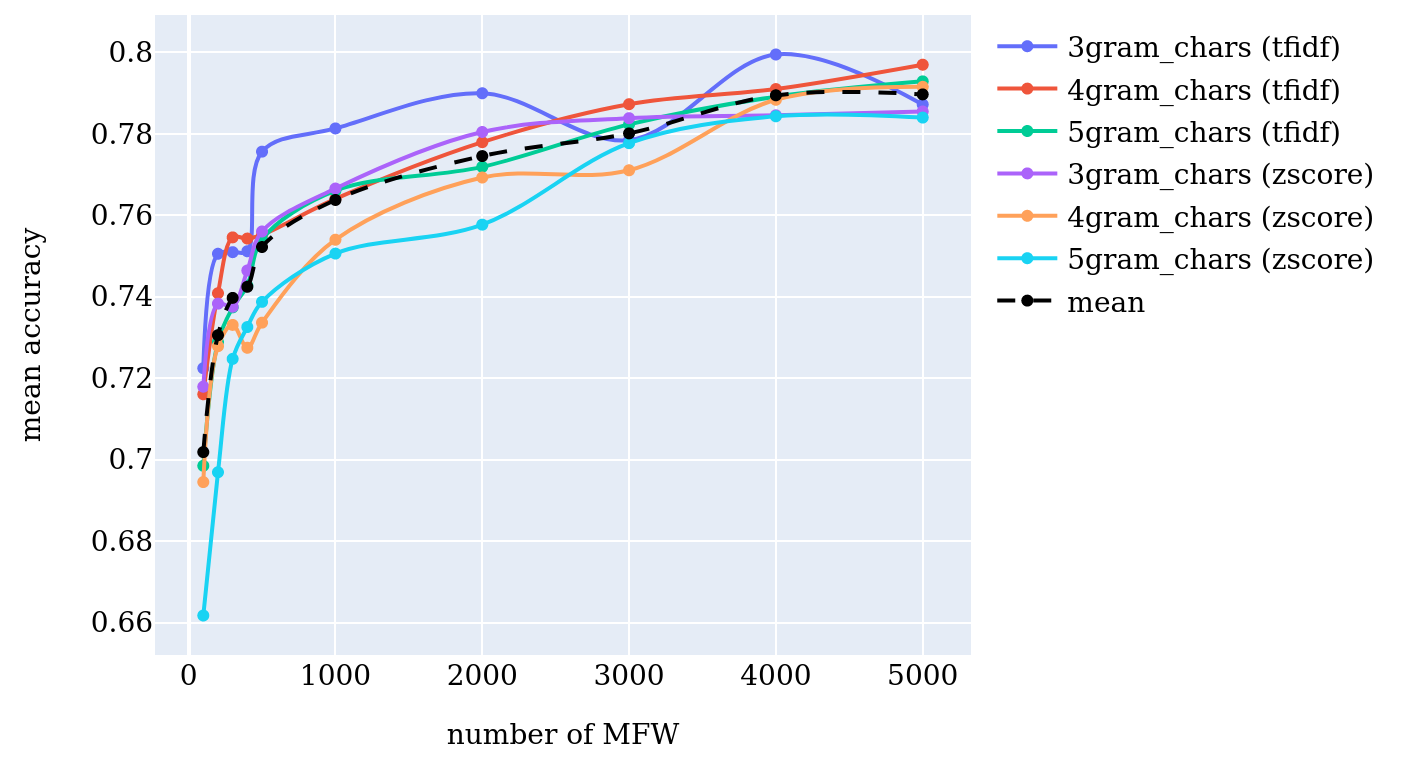 0.8
0.78
0.76
0.74
0.72
0.7
0.68
0.66
mean accuracy
0 1000 2000 3000 4000 5000
number of MFW
3gram_chars (tfidf)
4gram_chars (tfidf)
5gram_chars (tfidf)
3gram_chars (zscore)
4gram_chars (zscore)
5gram_chars (zscore)
mean